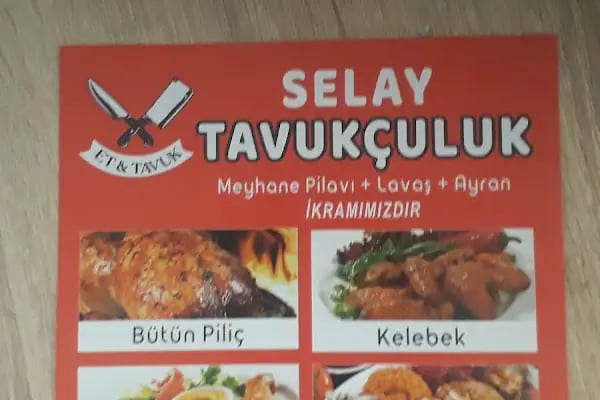 SELAY
TAVUKÇULUK
ET & TAVUK
Meyhane Pilavı + Lavaş + Ayran
İKRAMIMIZDIR
Bütün Piliç
Kelebek